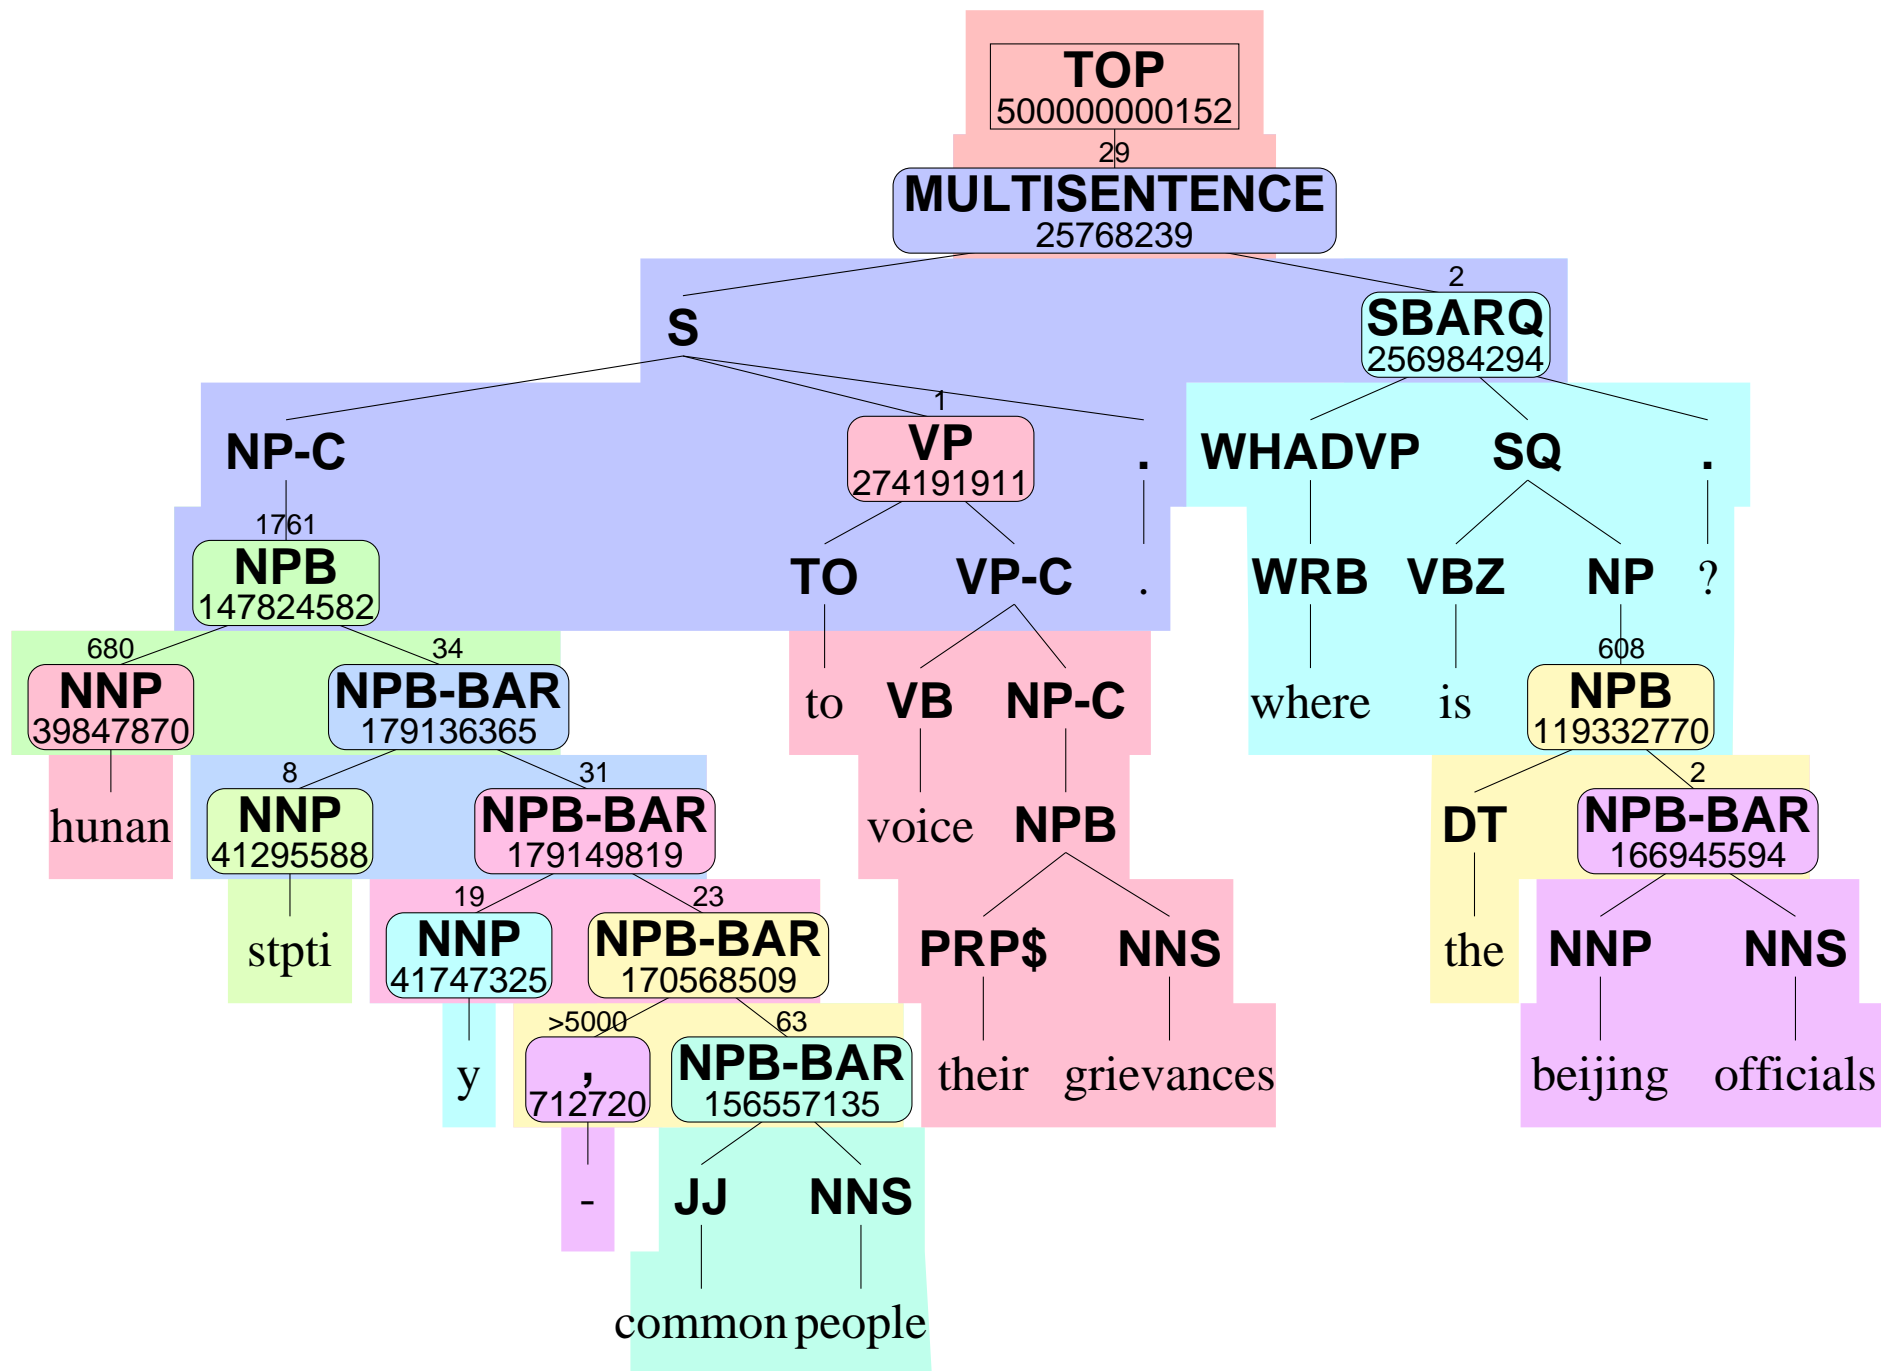 TOP
500000000152
29
MULTISENTENCE
25768239
2
S SBARQ
256984294
1
NP-C VP . WHADVP SQ .
274191911
1761
NPB TO VP-C . WRB VBZ NP ?
147824582
680 34 608
NNP NPB-BAR to VB NP-C where is NPB
39847870 179136365 119332770
8 31 2
hunan NNP NPB-BAR voice NPB DT NPB-BAR
41295588 179149819 166945594
19 23
stpti NNP NPB-BAR PRP$ NNS the NNP NNS
41747325 170568509
>5000 63
y , NPB-BAR their grievances beijing officials
712720 156557135
- JJ NNS
common people